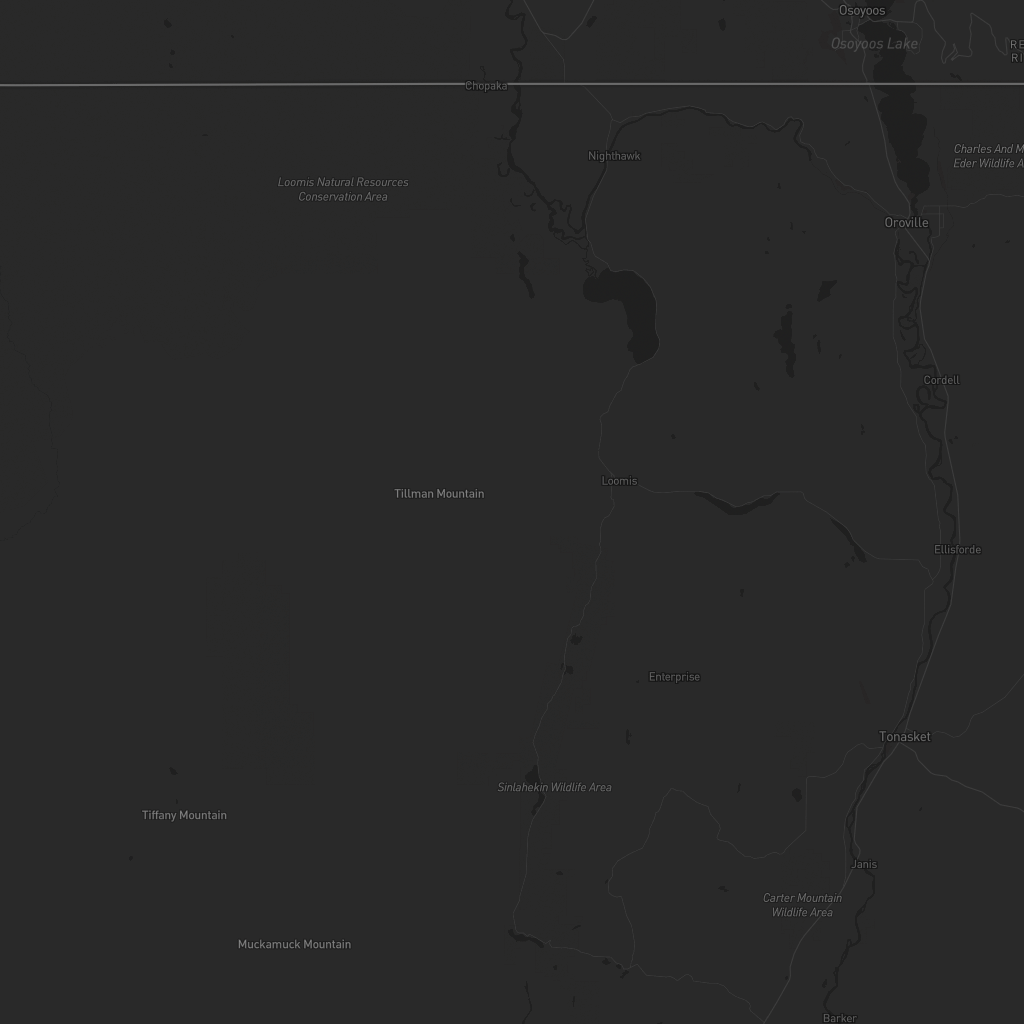 Osoyoos
Osoyoos Lake
Chopaka
Nighthawk
Charles And M
Eder Wildlife A
Loomis Natural Resources
Conservation Area
Oroville
Cordell
Loomis
Tillman Mountain
Ellisforde
Enterprise
Tonasket
Sinlahekin Wildlife Area
Tiffany Mountain
Janis
Carter Mountain
Wildlife Area
Muckamuck Mountain
Barker